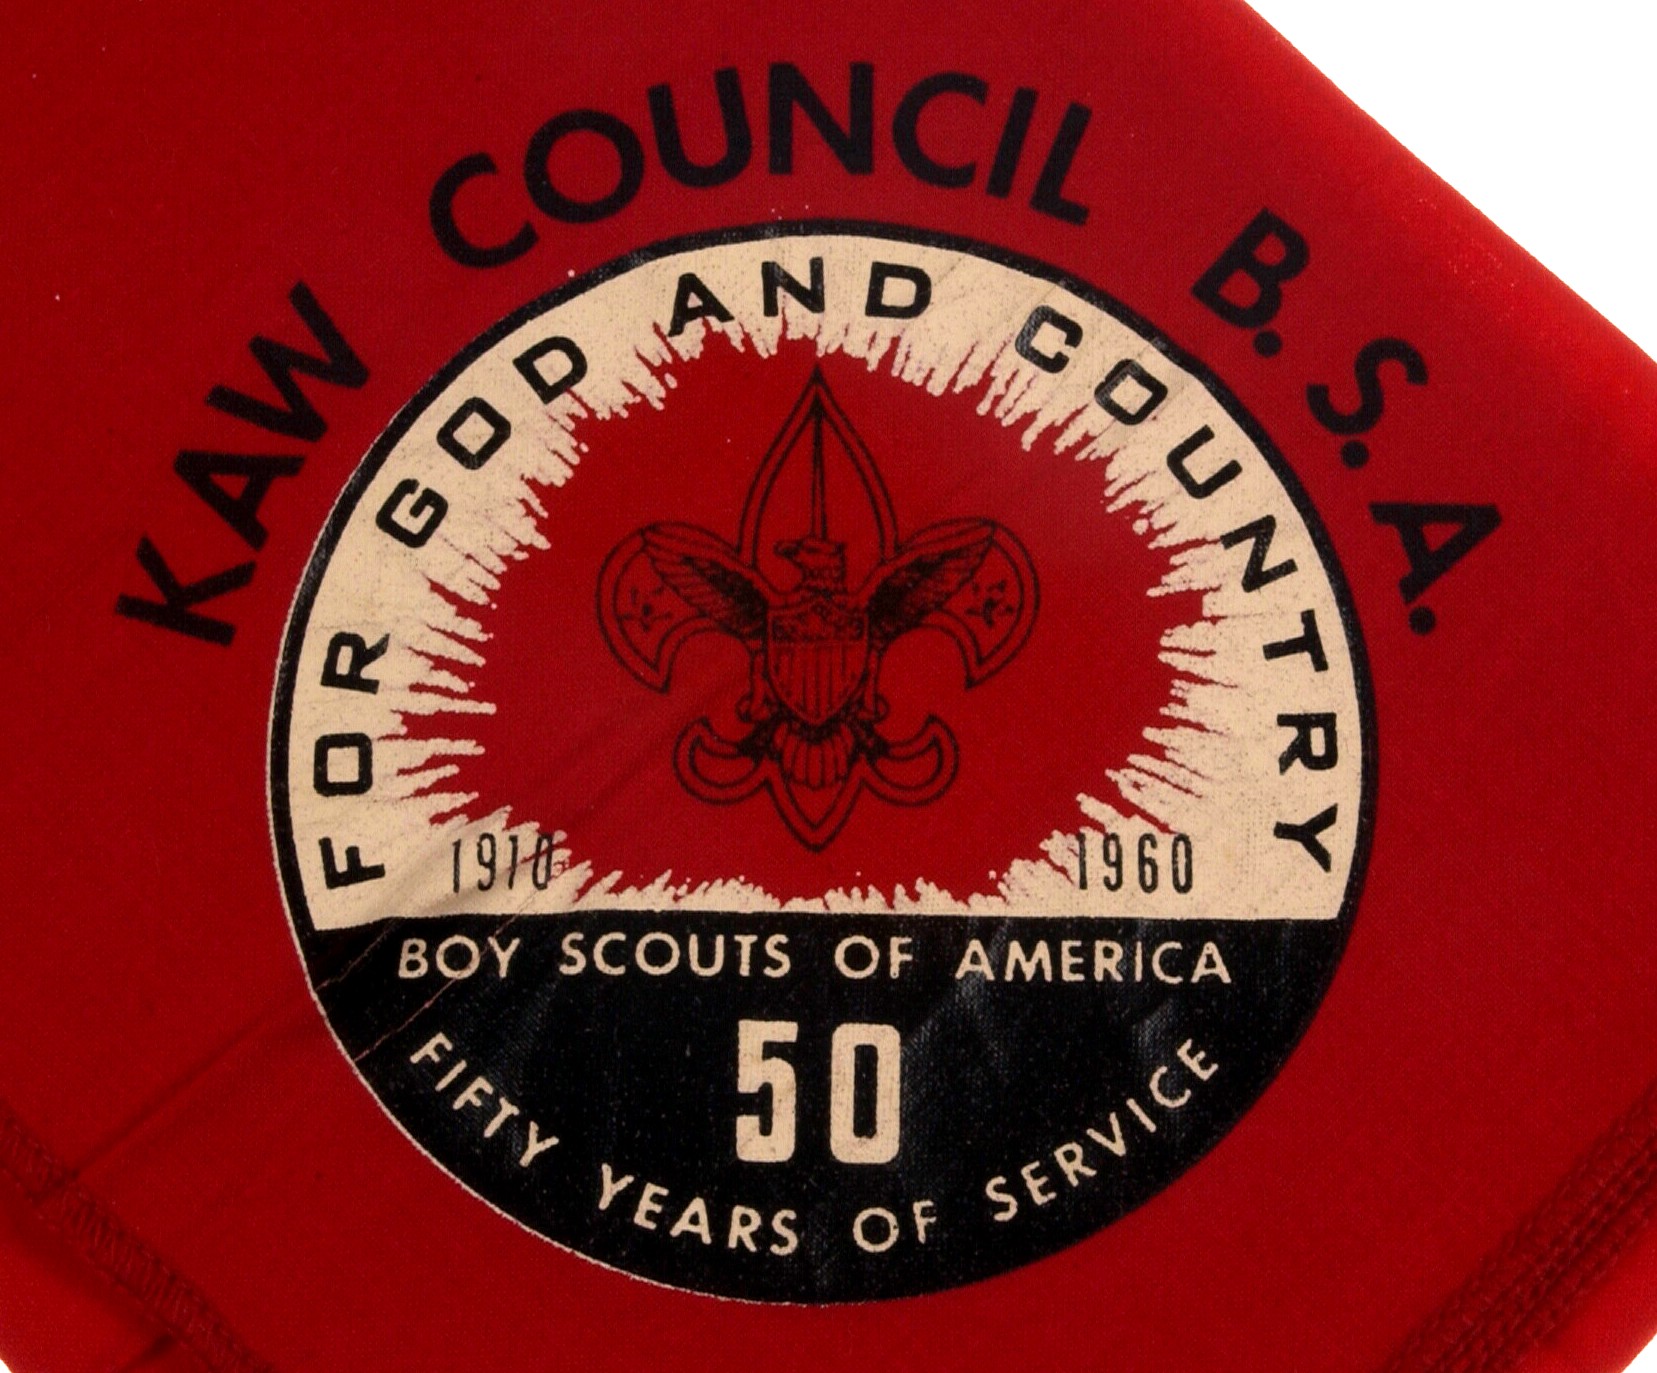 KAW COUNCIL B.S.A.
FOR GOD AND COUNTRY
1910 1960
BOY SCOUTS OF AMERICA
50
FIFTY YEARS OF SERVICE